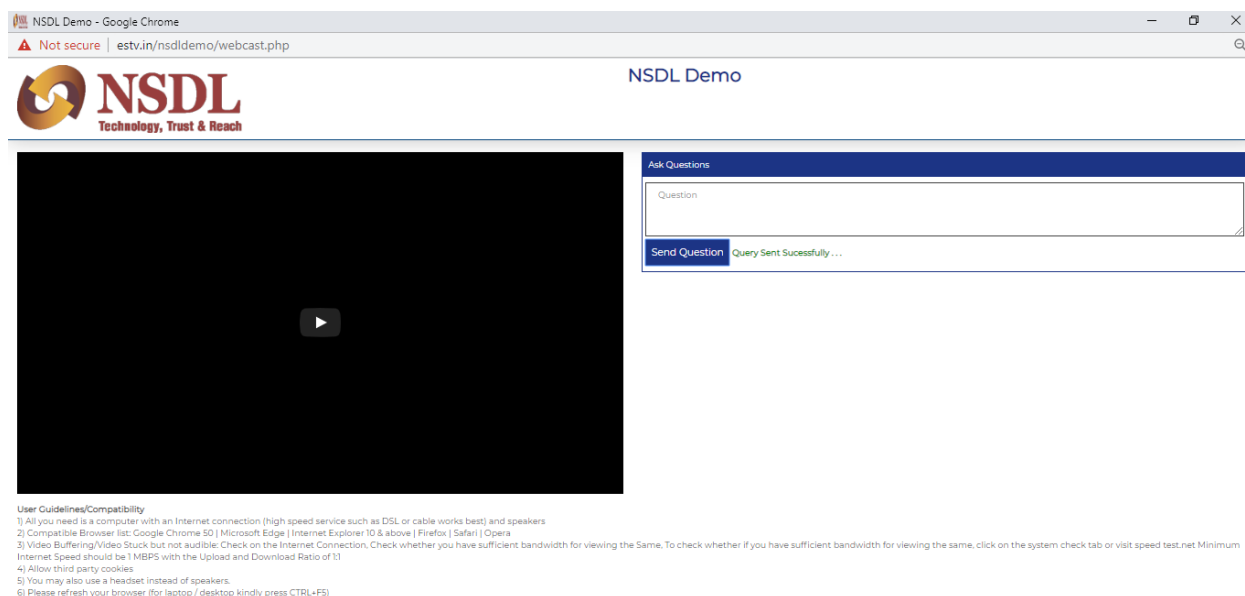 NSDL Demo - Google Chrome
Not secure | estv.in/nsdldemo/webcast.php
NSDL
Technology, Trust & Reach
NSDL Demo
Ask Questions
Question
Send Question Query Sent Sucessfully . . .
User Guidelines/Compatibility
1) All you need is a computer with an Internet connection (high speed service such as DSL or cable works best) and speakers
2) Compatible Browser list: Google Chrome 50 | Microsoft Edge | Internet Explorer 10 & above | Firefox | Safari | Opera
3) Video Buffering/Video Stuck but not audible: Check on the Internet Connection, Check whether you have sufficient bandwidth for viewing the Same, To check whether if you have sufficient bandwidth for viewing the same, click on the system check tab or visit speed test.net Minimum
Internet Speed should be 1 MBPS with the Upload and Download Ratio of 1:1
4) Allow third party cookies
5) You may also use a headset instead of speakers.
6) Please refresh your browser (for laptop / desktop kindly press CTRL+F5)